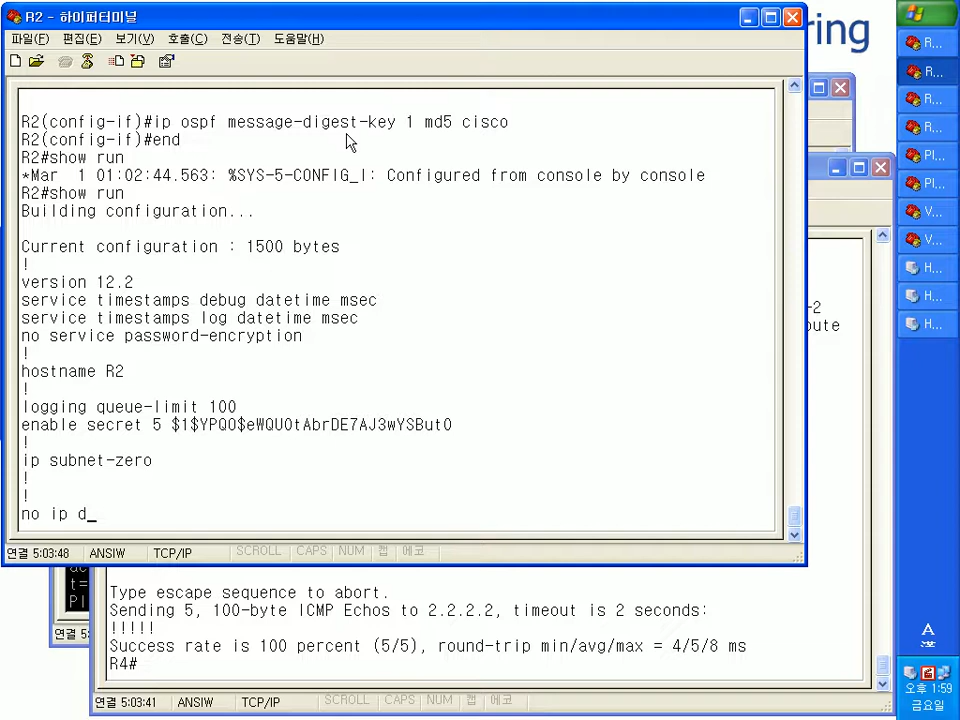 R2 - 하이퍼터미널
ring
파일(F) 편집(E) 보기(V) 호출(C) 전송(T) 도움말(H)
R2(config-if)#ip ospf message-digest-key 1 md5 cisco
R2(config-if)#end
R2#show run
*Mar  1 01:02:44.563: %SYS-5-CONFIG_I: Configured from console by console
R2#show run
Building configuration...
Current configuration : 1500 bytes
!
version 12.2
service timestamps debug datetime msec
service timestamps log datetime msec
no service password-encryption
!
hostname R2
!
logging queue-limit 100
enable secret 5 $1$YPQO$eWQU0tAbrDE7AJ3wYSBut0
!
ip subnet-zero
!
!
no ip d_
연결 5:03:48 ANSIW TCP/IP SCROLL CAPS NUM 캡 에코
-2
oute
t=
Pl
연결 5:
Type escape sequence to abort.
Sending 5, 100-byte ICMP Echos to 2.2.2.2, timeout is 2 seconds:
!!!!!
Success rate is 100 percent (5/5), round-trip min/avg/max = 4/5/8 ms
R4#
연결 5:03:41 ANSIW TCP/IP SCROLL CAPS NUM 캡 에코
R...
R...
R...
R...
Pl...
Pl...
V...
V...
H...
H...
H...
A
漢
오후 1:59
금요일